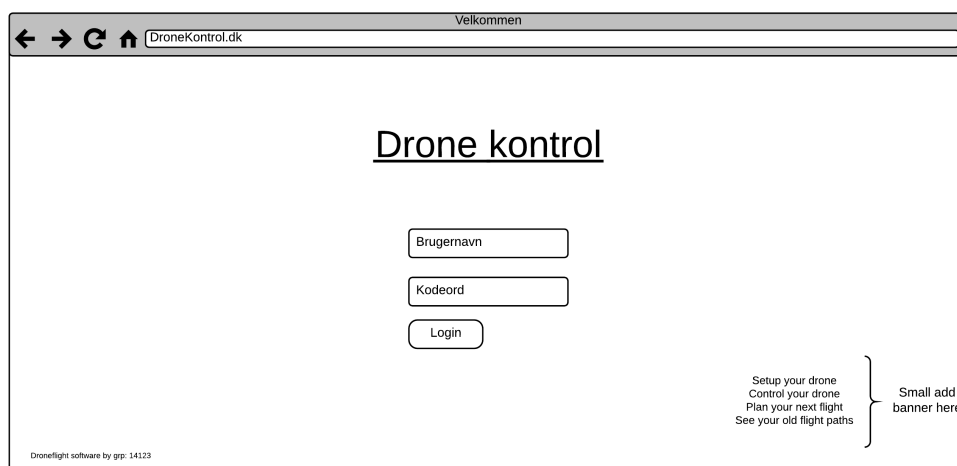 Velkommen
DroneKontrol.dk
Drone kontrol
Brugernavn
Kodeord
Login
Setup your drone
Control your drone
Plan your next flight
See your old flight paths
Small add
banner here
Droneflight software by grp: 14123